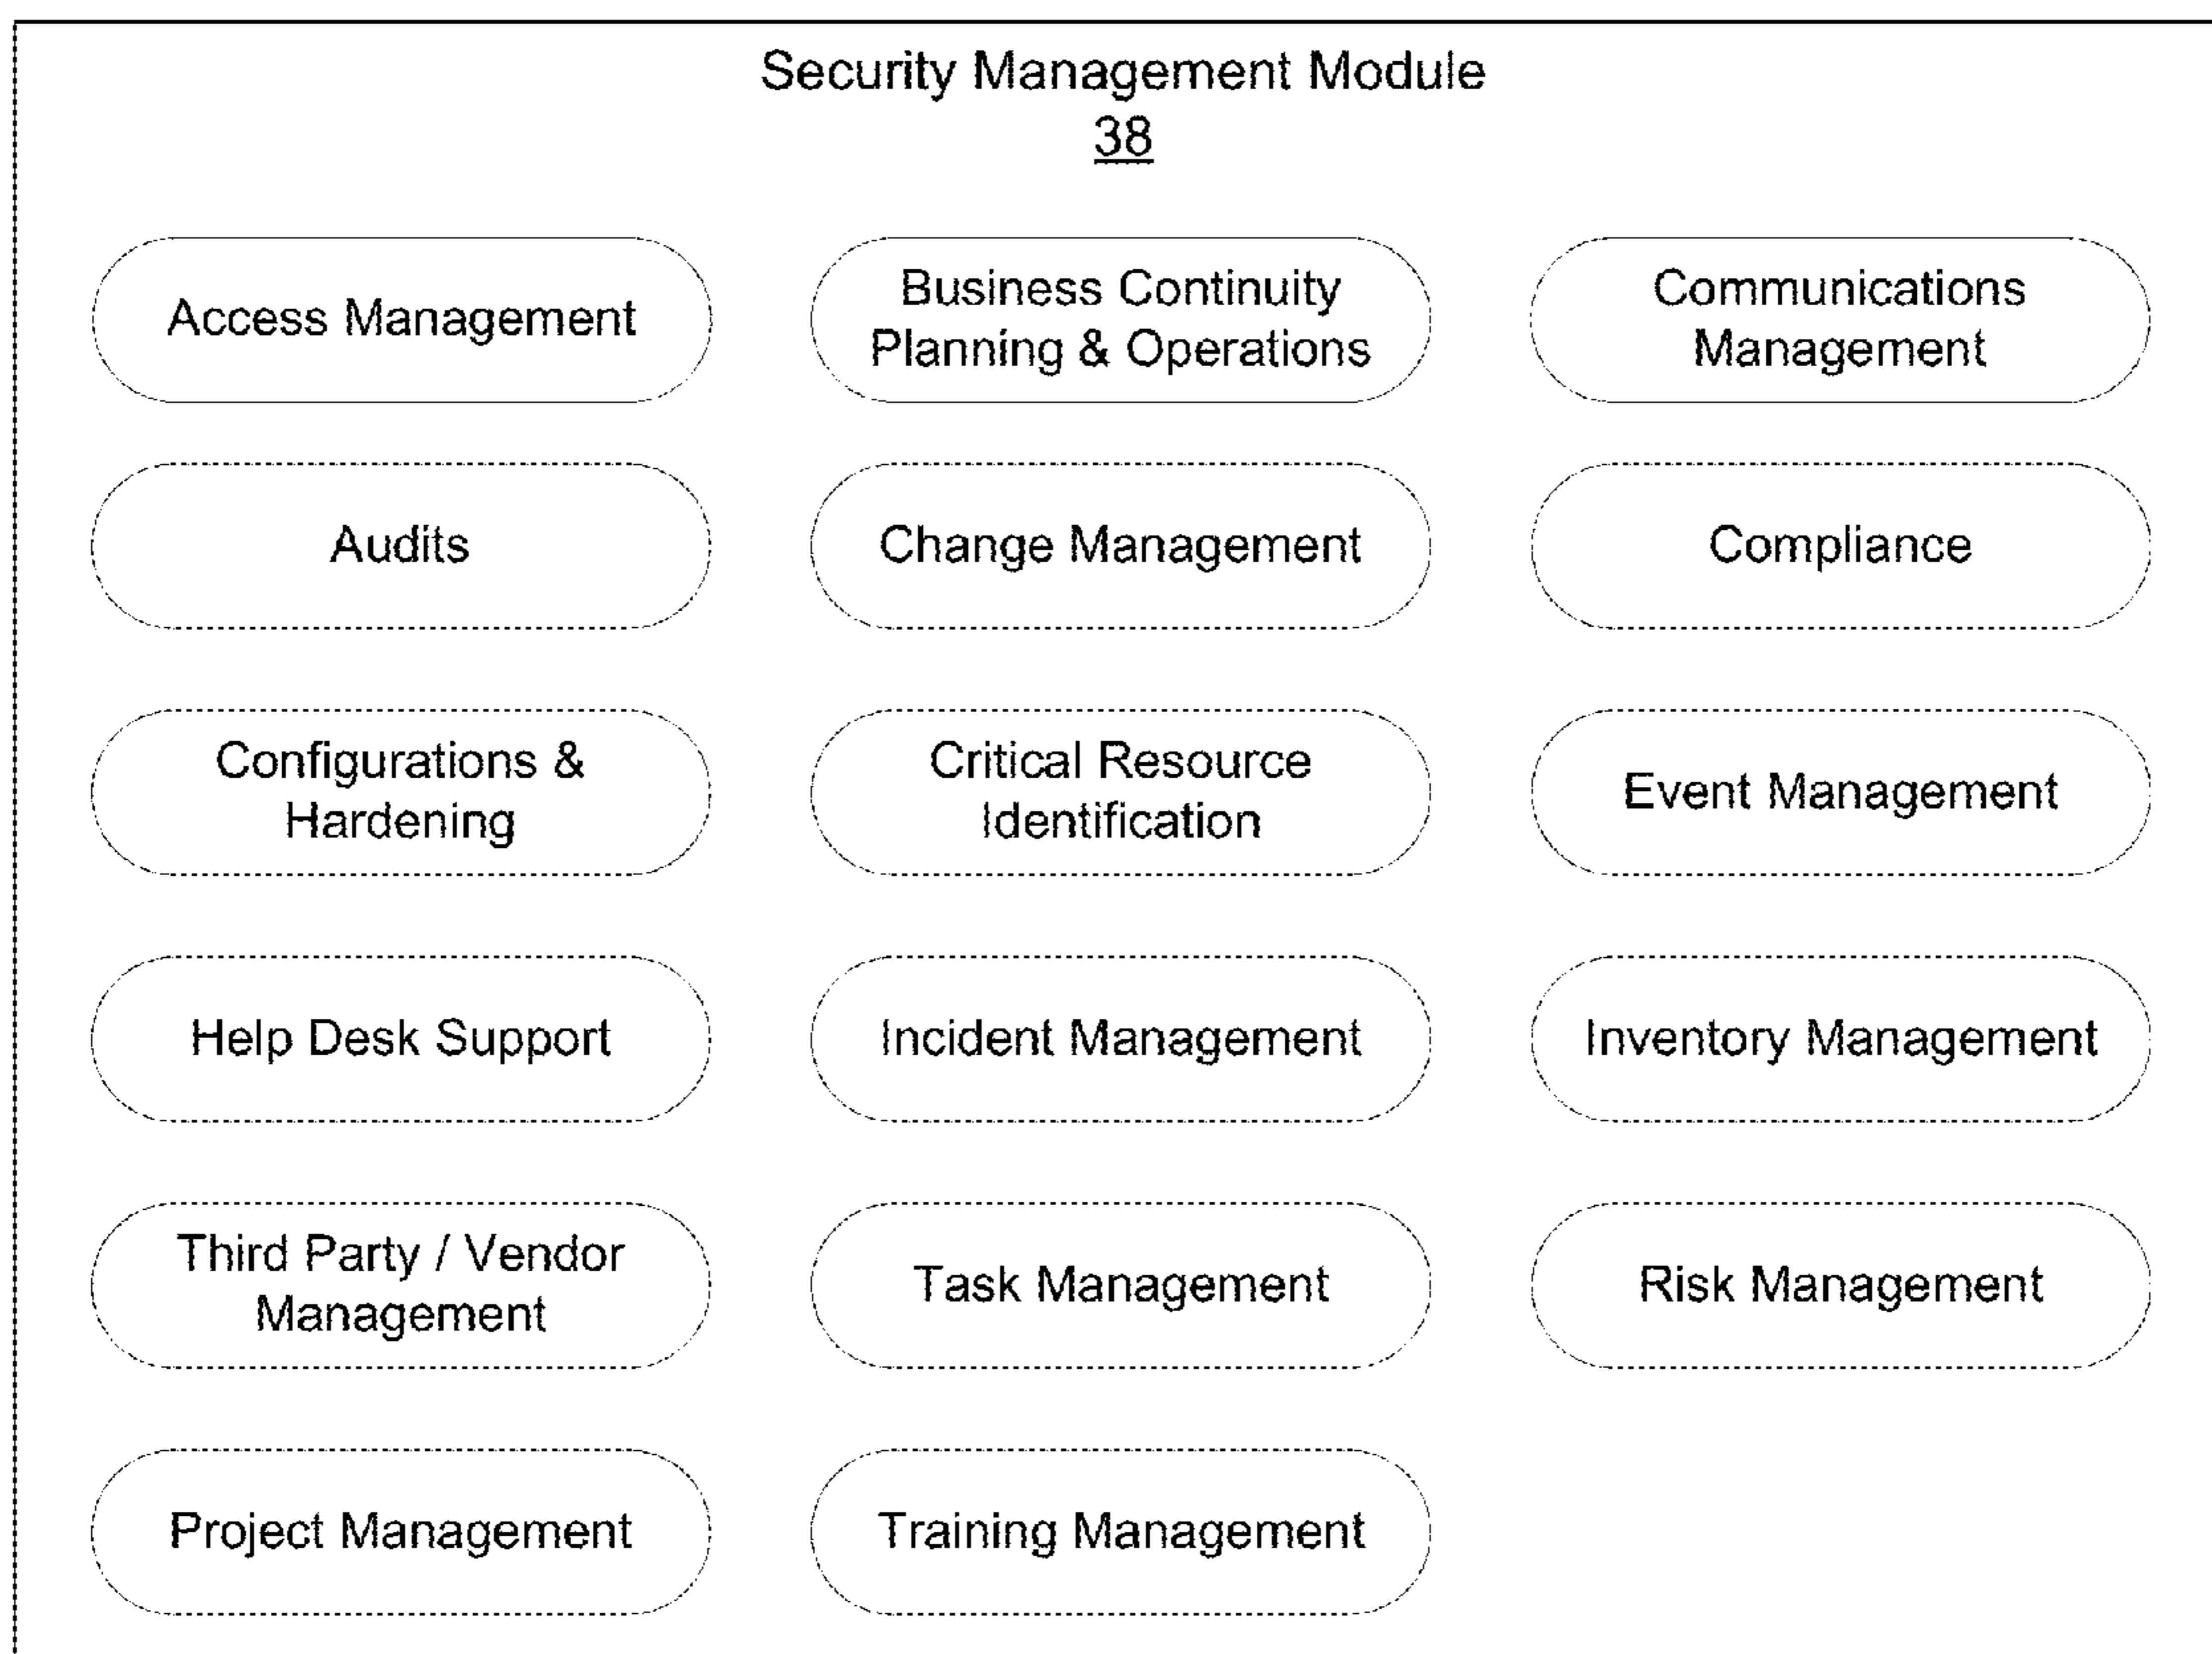 Security Management Module
38
Access Management
Business Continuity
Planning & Operations
Communications
Management
Audits
Change Management
Compliance
Configurations &
Hardening
Critical Resource
Identification
Event Management
Help Desk Support
Incident Management
Inventory Management
Third Party / Vendor
Management
Task Management
Risk Management
Project Management
Training Management